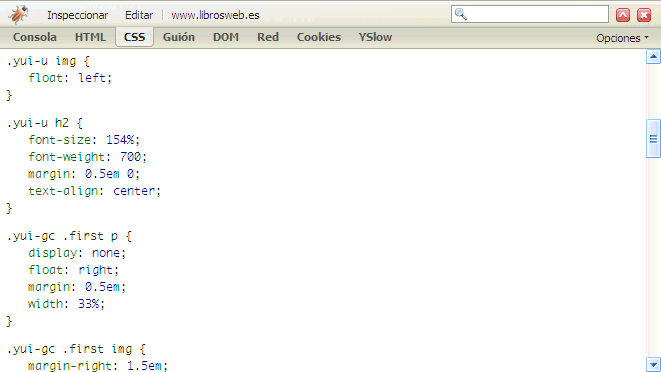 Inspeccionar Editar www.librosweb.es
Consola HTML CSS Guión DOM Red Cookies YSlow Opciones
.yui-u img {
float: left;
}
.yui-u h2 {
font-size: 154%;
font-weight: 700;
margin: 0.5em 0;
text-align: center;
}
.yui-gc .first p {
display: none;
float: right;
margin: 0.5em;
width: 33%;
}
.yui-gc .first img {
margin-right: 1.5em;